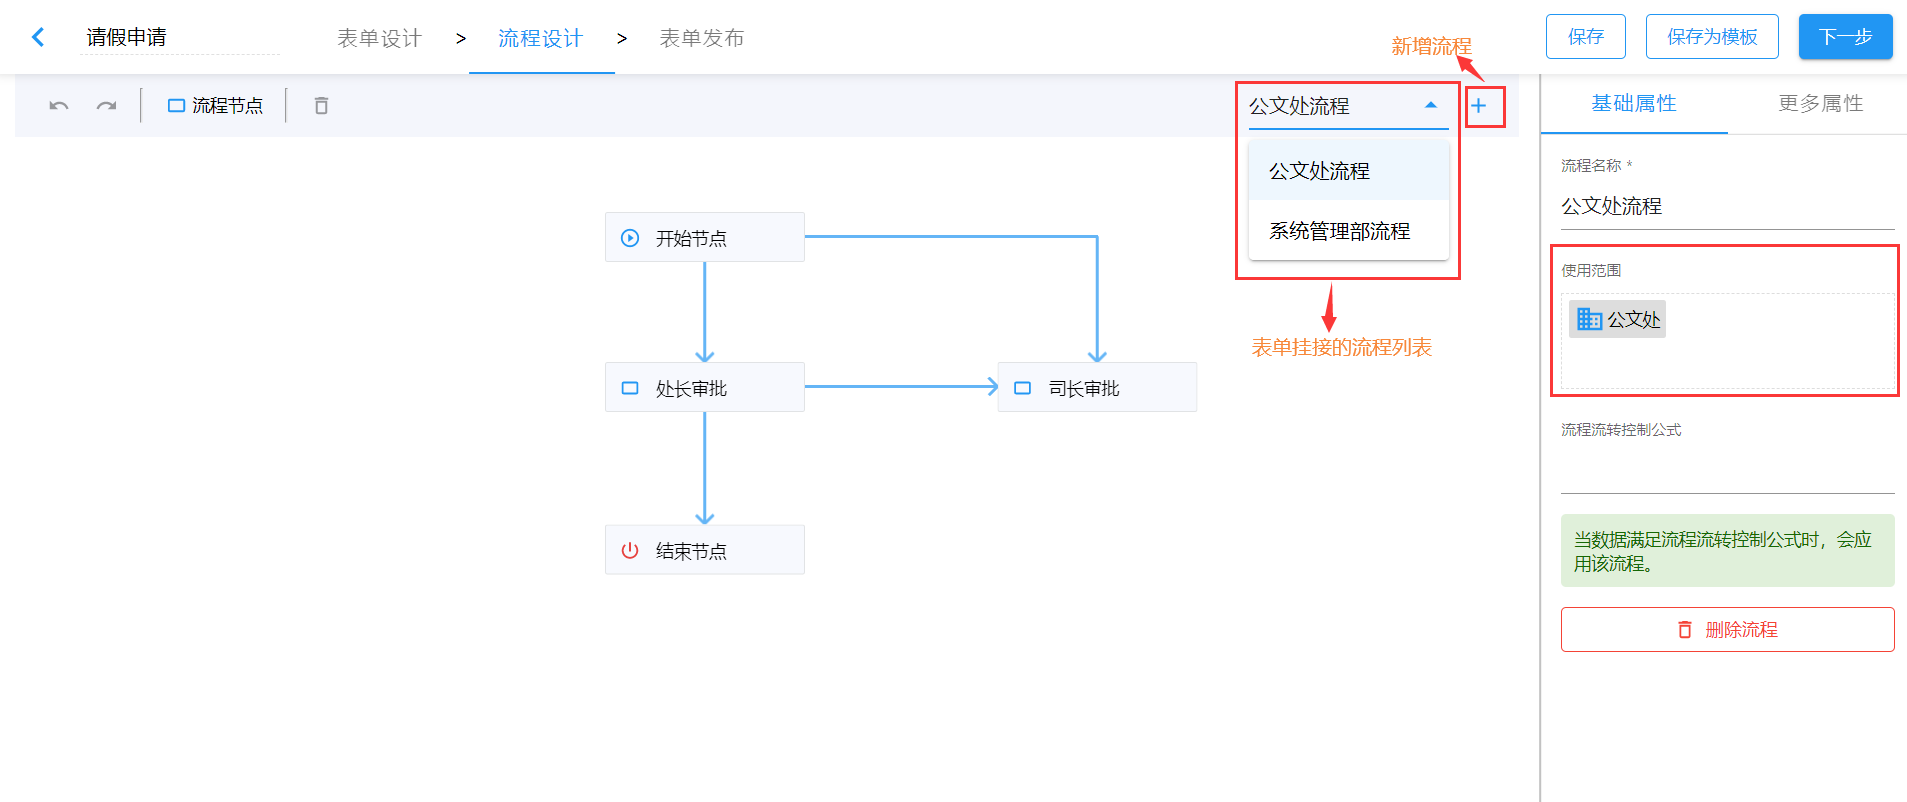 请假申请
表单设计 > 流程设计 > 表单发布
新增流程
保存
保存为模板
下一步
流程节点
公文处流程
公文处流程
系统管理部流程
表单挂接的流程列表
开始节点
处长审批
司长审批
结束节点
基础属性
更多属性
流程名称 *
公文处流程
使用范围
公文处
流程流转控制公式
当数据满足流程流转控制公式时，会应
用该流程。
删除流程